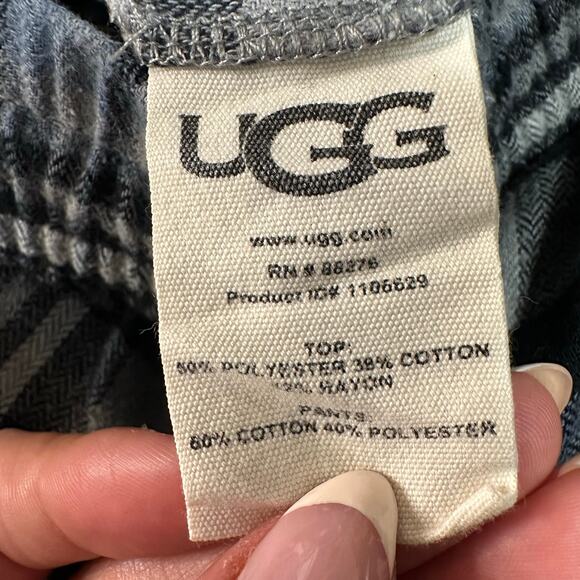 UGG
www.ugg.com
RN # 88276
Product ID# 1106629
TOP:
50% POLYESTER 38% COTTON
12% RAYON
PANTS:
60% COTTON 40% POLYESTER